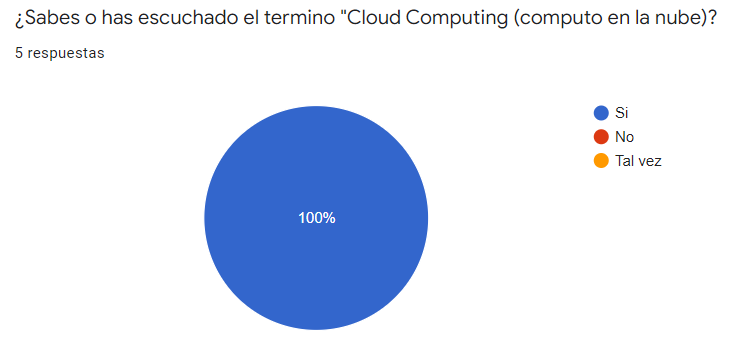 ¿Sabes o has escuchado el termino "Cloud Computing (computo en la nube)?
5 respuestas
Si
No
Tal vez
100%